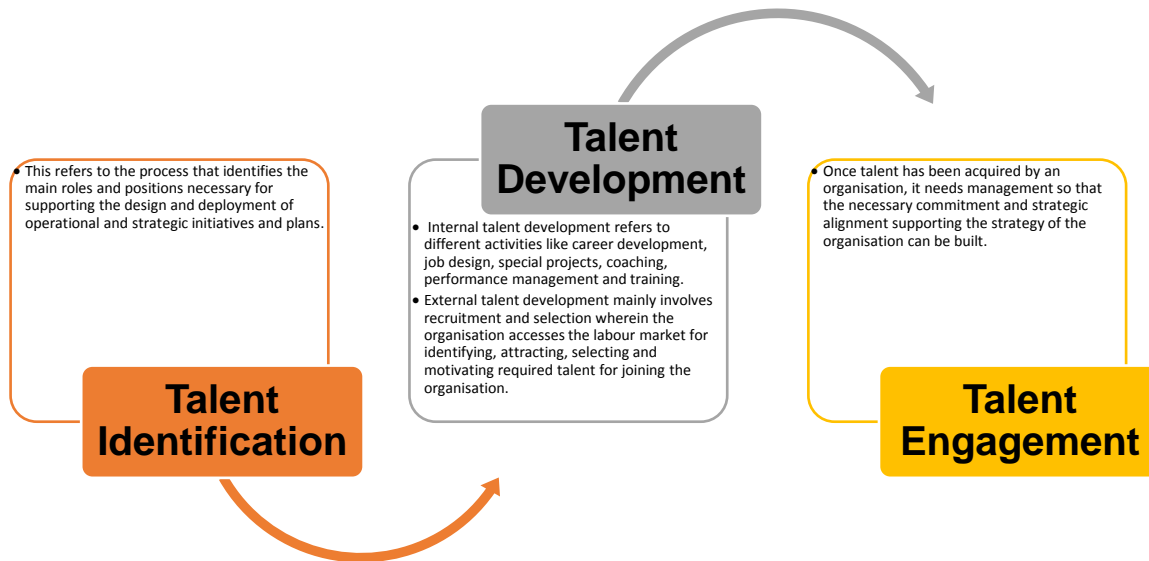 • This refers to the process that identifies the
main roles and positions necessary for
supporting the design and deployment of
operational and strategic initiatives and plans.
Talent
Identification
Talent
Development
• Internal talent development refers to
different activities like career development,
job design, special projects, coaching,
performance management and training.
• External talent development mainly involves
recruitment and selection wherein the
organisation accesses the labour market for
identifying, attracting, selecting and
motivating required talent for joining the
organisation.
• Once talent has been acquired by an
organisation, it needs management so that
the necessary commitment and strategic
alignment supporting the strategy of the
organisation can be built.
Talent
Engagement